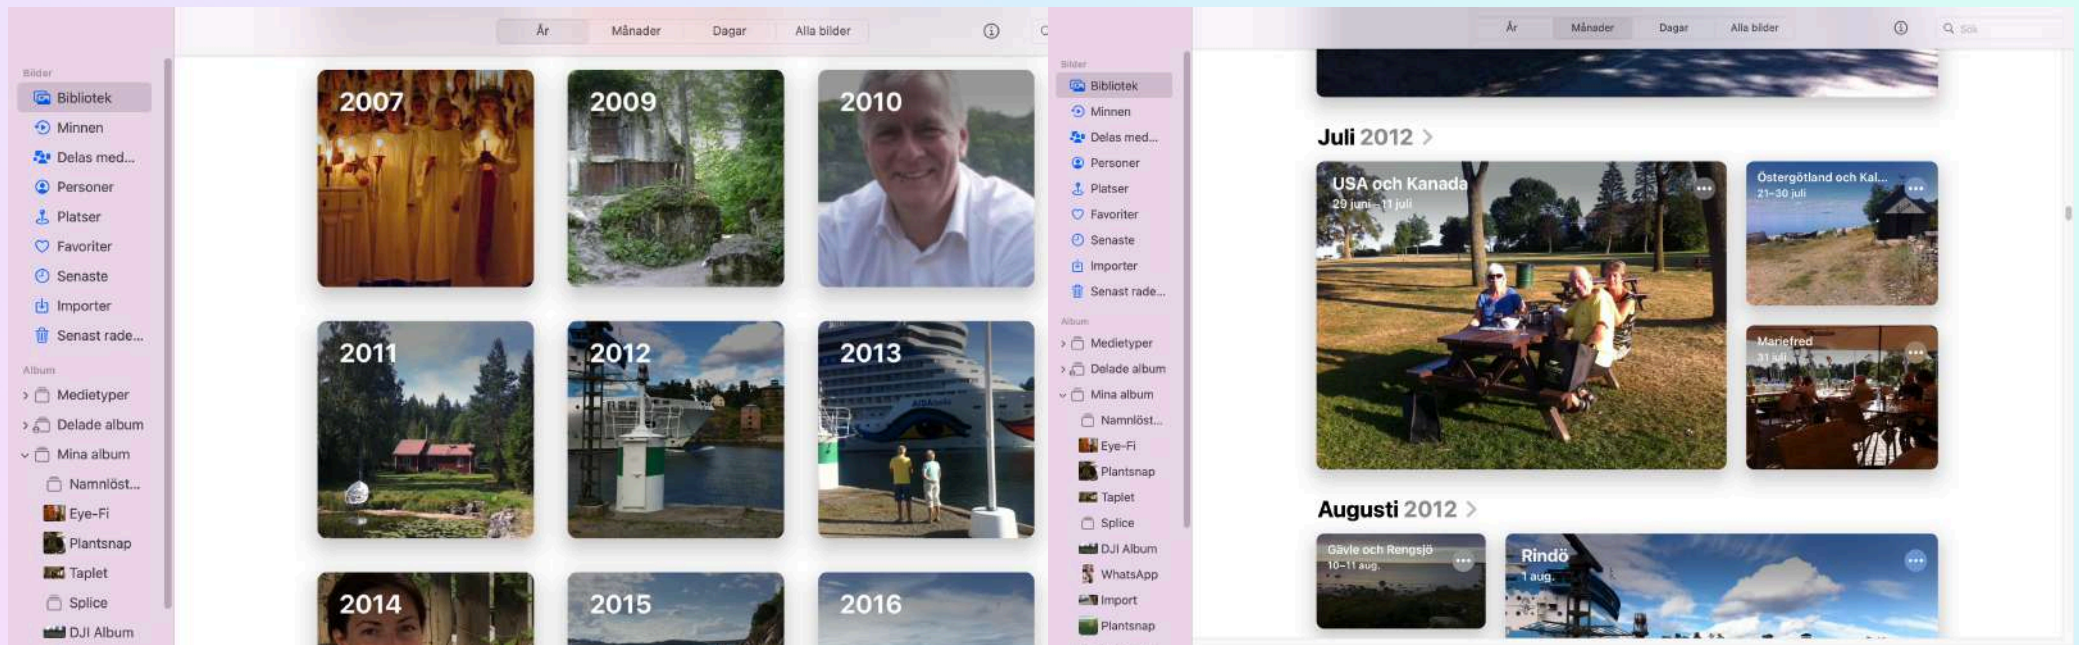 År
Månader
Dagar
Alla bilder
Bilder
Bibliotek
Minnen
Delas med...
Personer
Platser
Favoriter
Senaste
Importer
Senast rade...
Album
Medietyper
Delade album
Mina album
Namnlöst...
Eye-Fi
Plantsnap
Taplet
Splice
DJI Album
2007
2009
2010
2011
2012
2013
AIDAbella
2014
2015
2016
År
Månader
Dagar
Alla bilder
Sök
Bilder
Bibliotek
Minnen
Delas med...
Personer
Platser
Favoriter
Senaste
Importer
Senast rade...
Album
Medietyper
Delade album
Mina album
Namnlöst...
Eye-Fi
Plantsnap
Taplet
Splice
DJI Album
WhatsApp
Import
Plantsnap
Juli 2012
USA och Kanada
29 juni–11 juli
Östergötland och Kal...
21–30 juli
Mariefred
31 juli
Augusti 2012
Gävle och Rengsjö
10–11 aug.
Rindö
1 aug.